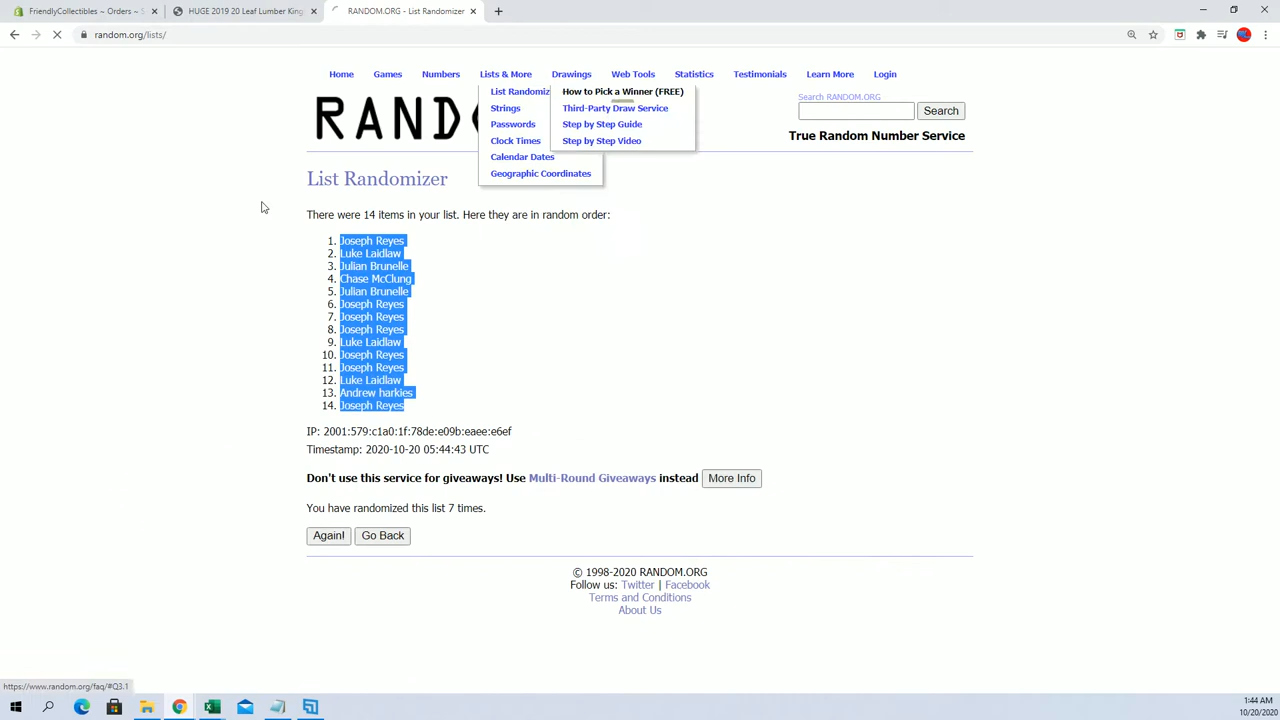 FriendlyCollectibles ~ Orders ~ S
HUGE 2019 20 Leaf Lumber King
RANDOM.ORG - List Randomizer
random.org/lists/
Home Games Numbers Lists & More Drawings Web Tools Statistics Testimonials Learn More Login
List Randomiz
Strings
Passwords
Clock Times
Calendar Dates
Geographic Coordinates
How to Pick a Winner (FREE)
Third-Party Draw Service
Step by Step Guide
Step by Step Video
RAND
Search RANDOM.ORG
Search
True Random Number Service
List Randomizer
There were 14 items in your list. Here they are in random order:
1. Joseph Reyes
2. Luke Laidlaw
3. Julian Brunelle
4. Chase McClung
5. Julian Brunelle
6. Joseph Reyes
7. Joseph Reyes
8. Joseph Reyes
9. Luke Laidlaw
10. Joseph Reyes
11. Joseph Reyes
12. Luke Laidlaw
13. Andrew harkies
14. Joseph Reyes
IP: 2001:579:c1a0:1f:78de:e09b:eaee:e6ef
Timestamp: 2020-10-20 05:44:43 UTC
Don't use this service for giveaways! Use Multi-Round Giveaways instead More Info
You have randomized this list 7 times.
Again! Go Back
© 1998-2020 RANDOM.ORG
Follow us: Twitter | Facebook
Terms and Conditions
About Us
https://www.random.org/faq/#Q3.1
1:44 AM
10/20/2020